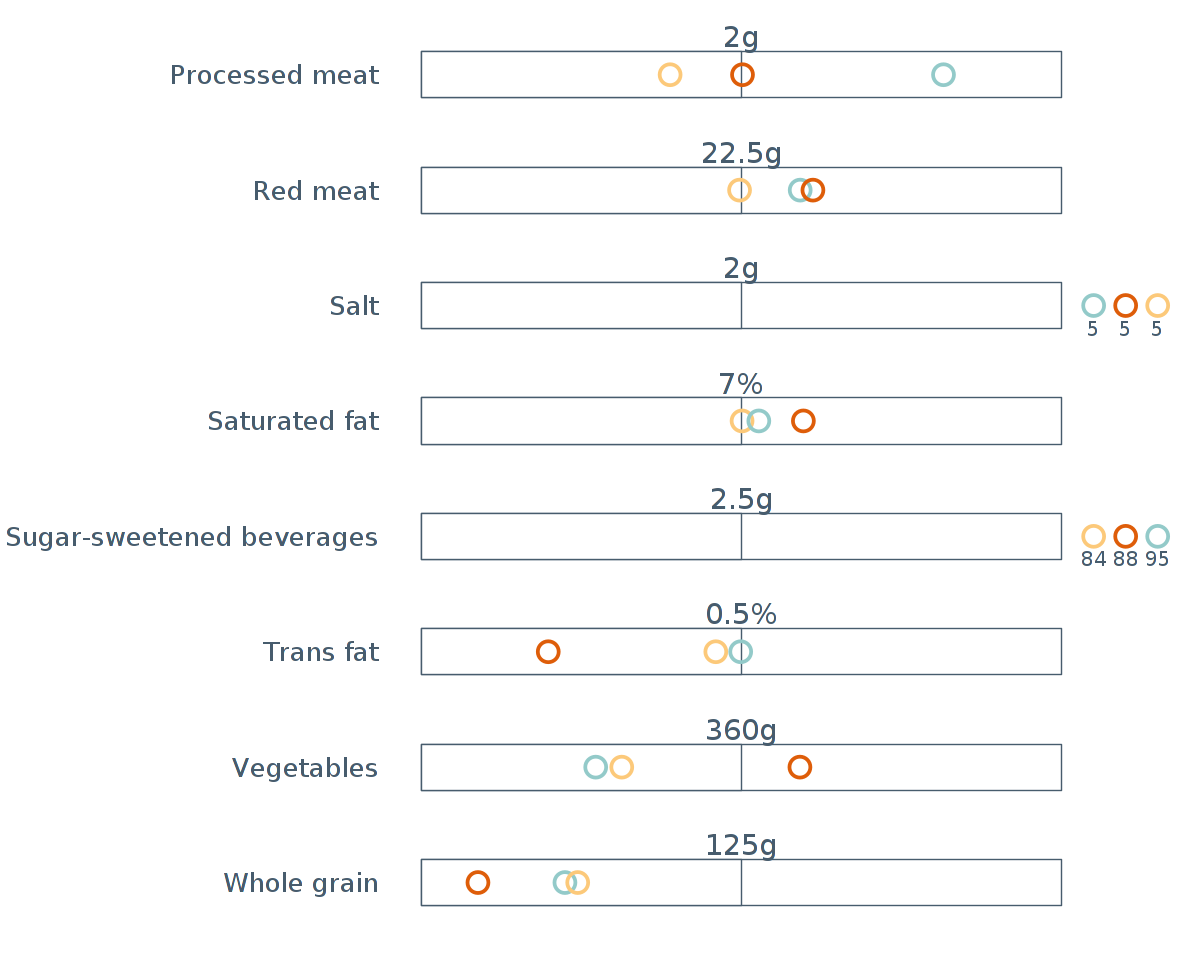 2g
Processed meat
22.5g
Red meat
2g
Salt
5 5 5
7%
Saturated fat
2.5g
Sugar-sweetened beverages
84 88 95
0.5%
Trans fat
360g
Vegetables
125g
Whole grain